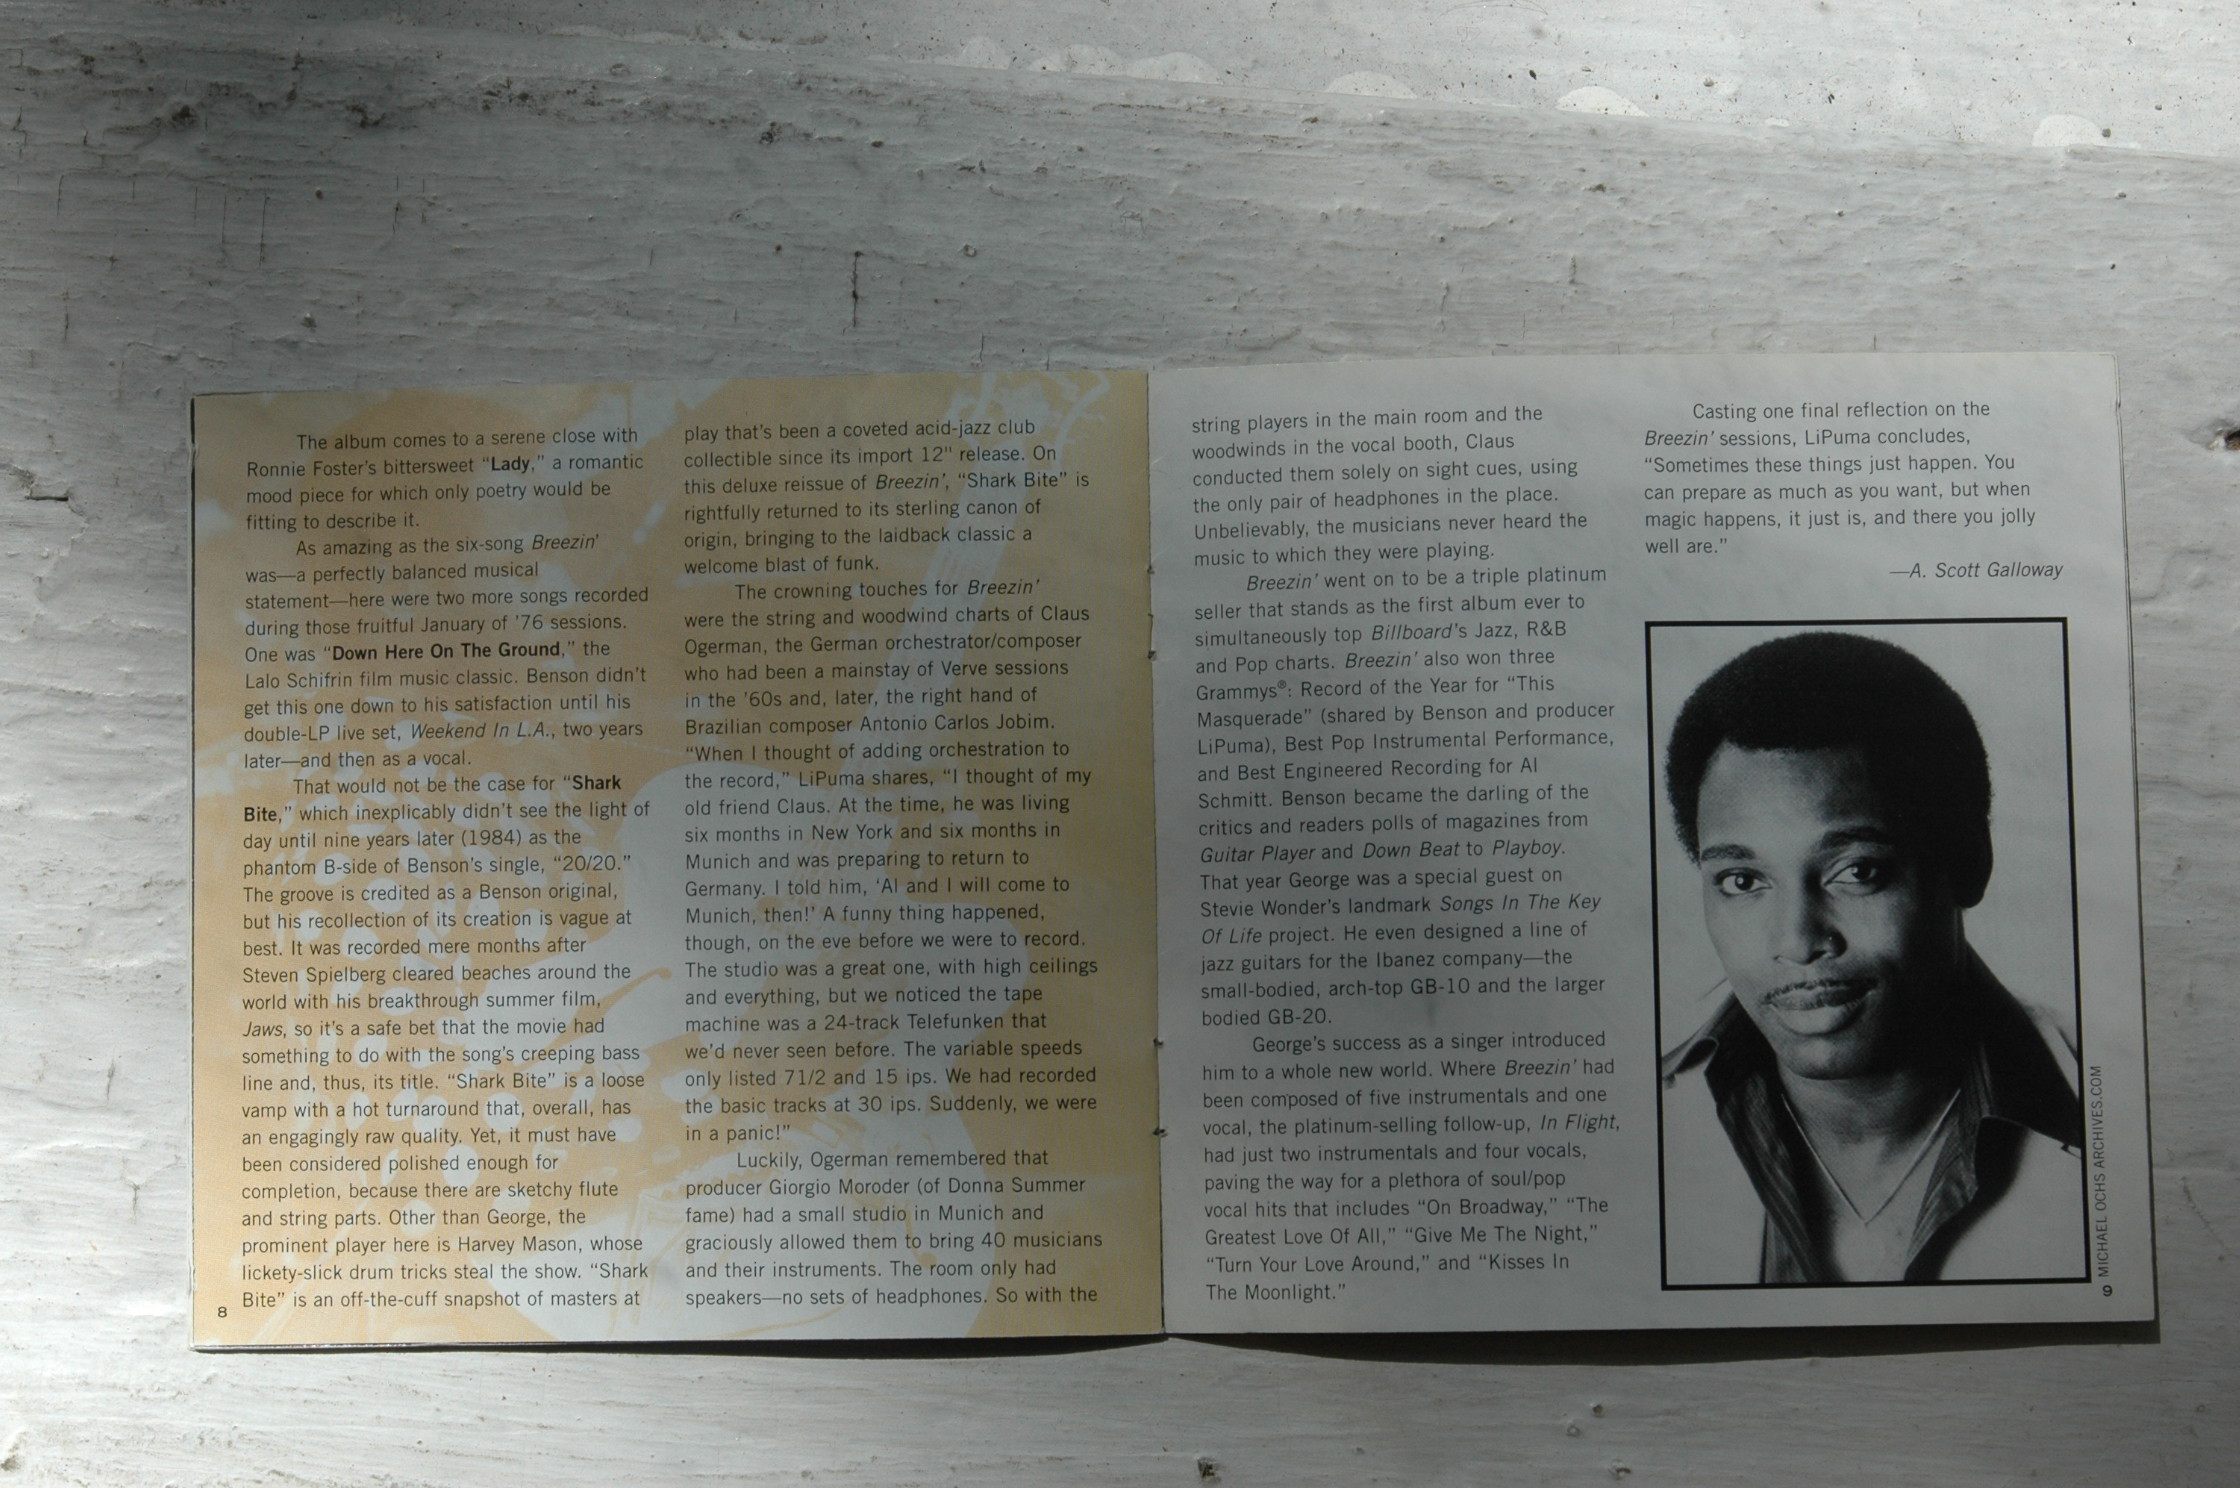 The album comes to a serene close with
Ronnie Foster's bittersweet “Lady,” a romantic
mood piece for which only poetry would be
fitting to describe it.
As amazing as the six-song Breezin'
was—a perfectly balanced musical
statement—here were two more songs recorded
during those fruitful January of '76 sessions.
One was “Down Here On The Ground,” the
Lalo Schifrin film music classic. Benson didn't
get this one down to his satisfaction until his
double-LP live set, Weekend In L.A., two years
later—and then as a vocal.
That would not be the case for “Shark
Bite,” which inexplicably didn't see the light of
day until nine years later (1984) as the
phantom B-side of Benson's single, “20/20.”
The groove is credited as a Benson original,
but his recollection of its creation is vague at
best. It was recorded mere months after
Steven Spielberg cleared beaches around the
world with his breakthrough summer film,
Jaws, so it's a safe bet that the movie had
something to do with the song's creeping bass
line and, thus, its title. “Shark Bite” is a loose
vamp with a hot turnaround that, overall, has
an engagingly raw quality. Yet, it must have
been considered polished enough for
completion, because there are sketchy flute
and string parts. Other than George, the
prominent player here is Harvey Mason, whose
lickety-slick drum tricks steal the show. “Shark
Bite” is an off-the-cuff snapshot of masters at
8
play that's been a coveted acid-jazz club
collectible since its import 12" release. On
this deluxe reissue of Breezin', “Shark Bite” is
rightfully returned to its sterling canon of
origin, bringing to the laidback classic a
welcome blast of funk.
The crowning touches for Breezin'
were the string and woodwind charts of Claus
Ogerman, the German orchestrator/composer
who had been a mainstay of Verve sessions
in the '60s and, later, the right hand of
Brazilian composer Antonio Carlos Jobim.
“When I thought of adding orchestration to
the record,” LiPuma shares, “I thought of my
old friend Claus. At the time, he was living
six months in New York and six months in
Munich and was preparing to return to
Germany. I told him, ‘Al and I will come to
Munich, then!’ A funny thing happened,
though, on the eve before we were to record.
The studio was a great one, with high ceilings
and everything, but we noticed the tape
machine was a 24-track Telefunken that
we'd never seen before. The variable speeds
only listed 71/2 and 15 ips. We had recorded
the basic tracks at 30 ips. Suddenly, we were
in a panic!”
Luckily, Ogerman remembered that
producer Giorgio Moroder (of Donna Summer
fame) had a small studio in Munich and
graciously allowed them to bring 40 musicians
and their instruments. The room only had
speakers—no sets of headphones. So with the
string players in the main room and the
woodwinds in the vocal booth, Claus
conducted them solely on sight cues, using
the only pair of headphones in the place.
Unbelievably, the musicians never heard the
music to which they were playing.
Breezin' went on to be a triple platinum
seller that stands as the first album ever to
simultaneously top Billboard's Jazz, R&B
and Pop charts. Breezin' also won three
Grammys®: Record of the Year for “This
Masquerade” (shared by Benson and producer
LiPuma), Best Pop Instrumental Performance,
and Best Engineered Recording for Al
Schmitt. Benson became the darling of the
critics and readers polls of magazines from
Guitar Player and Down Beat to Playboy.
That year George was a special guest on
Stevie Wonder's landmark Songs In The Key
Of Life project. He even designed a line of
jazz guitars for the Ibanez company—the
small-bodied, arch-top GB-10 and the larger
bodied GB-20.
George's success as a singer introduced
him to a whole new world. Where Breezin' had
been composed of five instrumentals and one
vocal, the platinum-selling follow-up, In Flight,
had just two instrumentals and four vocals,
paving the way for a plethora of soul/pop
vocal hits that includes “On Broadway,” “The
Greatest Love Of All,” “Give Me The Night,”
“Turn Your Love Around,” and “Kisses In
The Moonlight.”
Casting one final reflection on the
Breezin' sessions, LiPuma concludes,
“Sometimes these things just happen. You
can prepare as much as you want, but when
magic happens, it just is, and there you jolly
well are.”
—A. Scott Galloway
MICHAEL OCHS ARCHIVES.COM
9